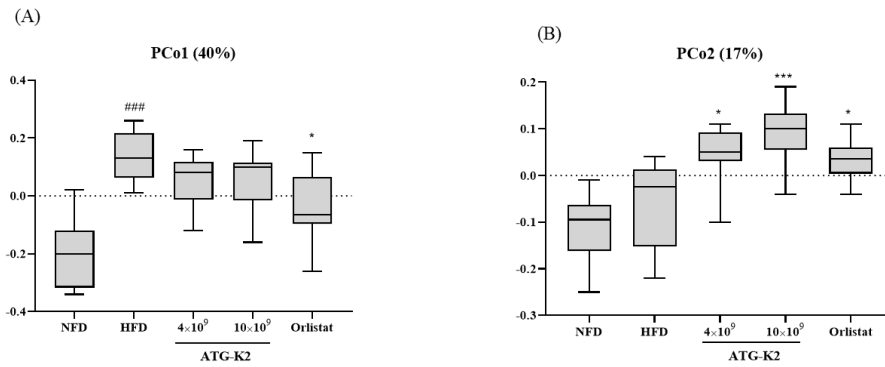 (A)
PCo1 (40%)
0.4
0.2
0.0
-0.2
-0.4
###
*
NFD
HFD
4×10⁹
10×10⁹
Orlistat
ATG-K2
(B)
PCo2 (17%)
0.2
0.1
0.0
-0.1
-0.2
-0.3
*
***
*
NFD
HFD
4×10⁹
10×10⁹
Orlistat
ATG-K2